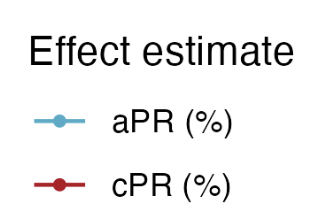 Effect estimate
aPR (%)
cPR (%)